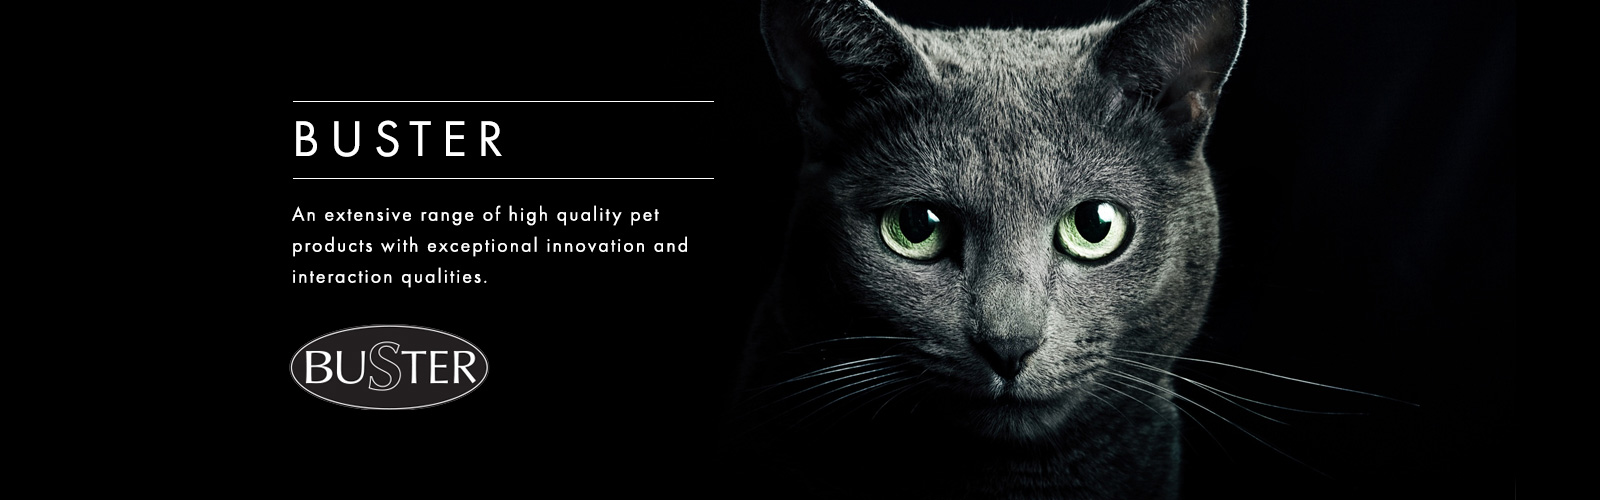 BUSTER
An extensive range of high quality pet
products with exceptional innovation and
interaction qualities.
BUSTER